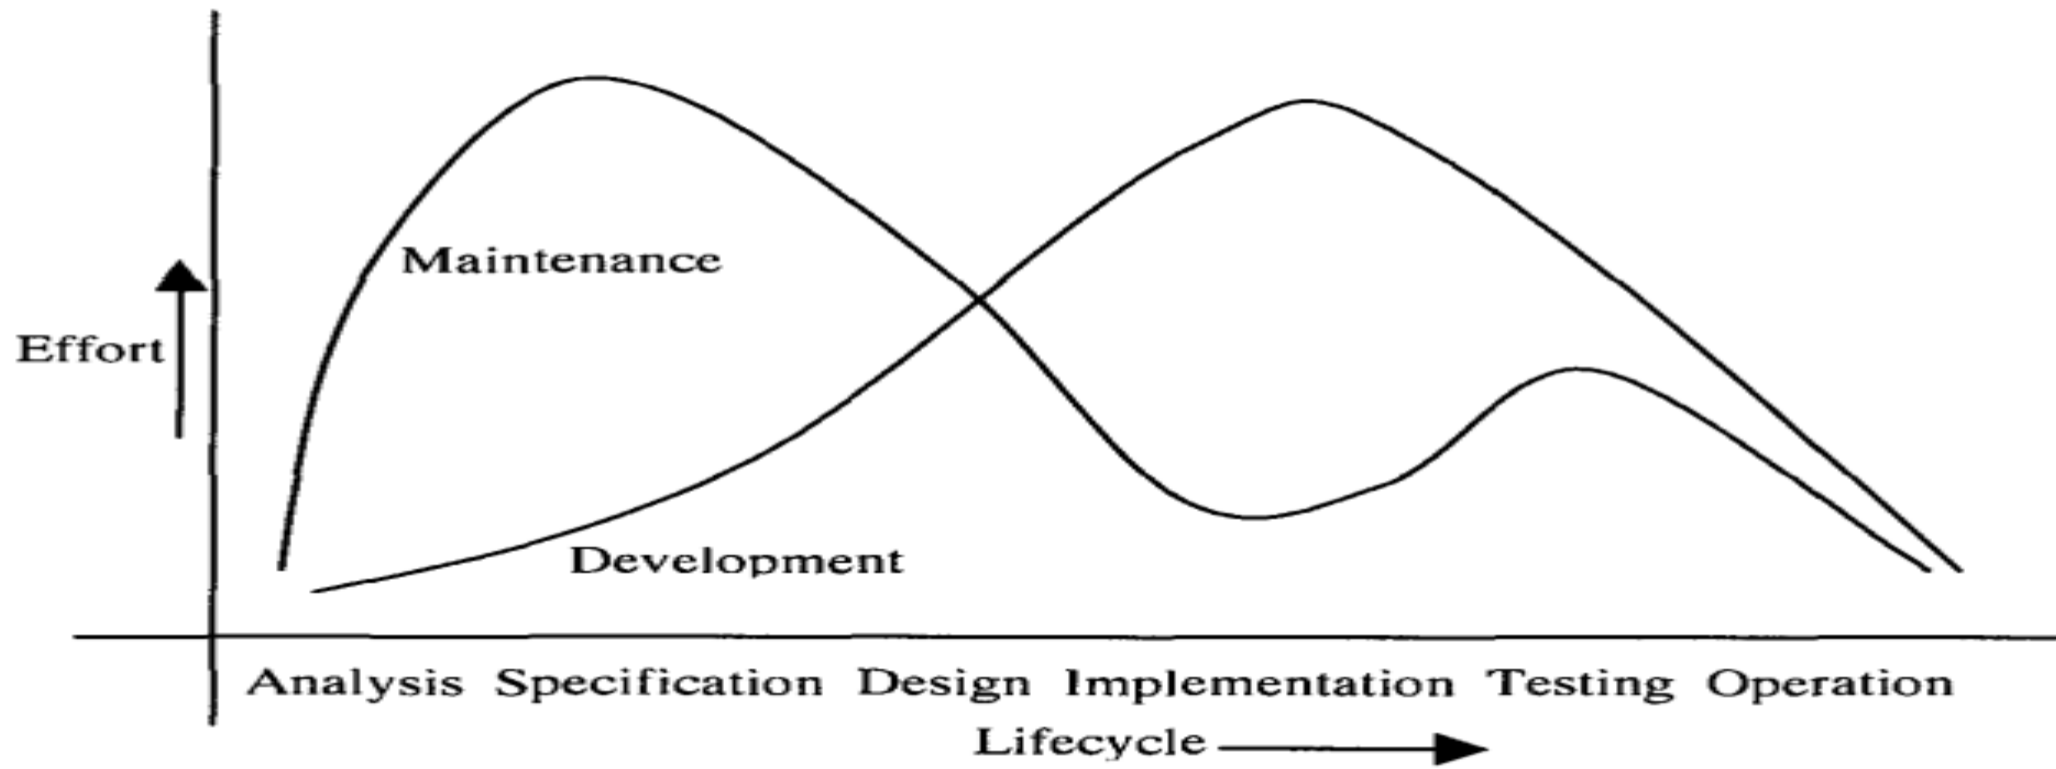 Maintenance
Effort
Development
Analysis Specification Design Implementation Testing Operation
Lifecycle